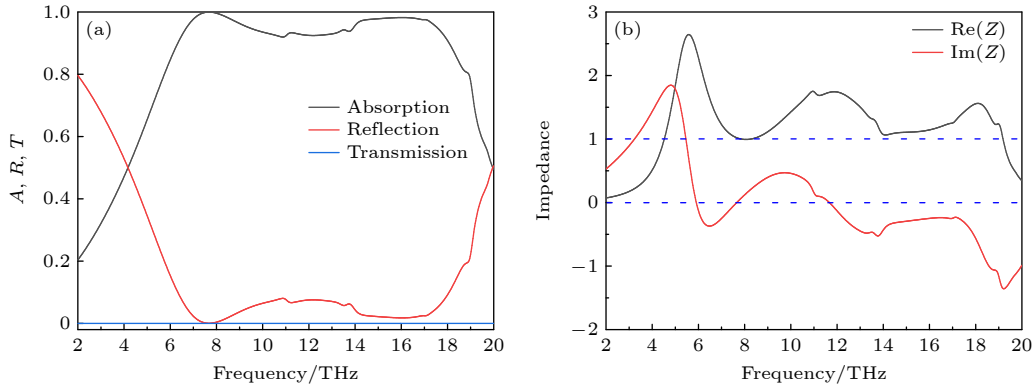 (a)
1.0
0.8
0.6
0.4
0.2
0
A, R, T
Absorption
Reflection
Transmission
2 4 6 8 10 12 14 16 18 20
Frequency/THz
(b)
3
2
1
0
−1
−2
Impedance
Re(Z)
Im(Z)
2 4 6 8 10 12 14 16 18 20
Frequency/THz